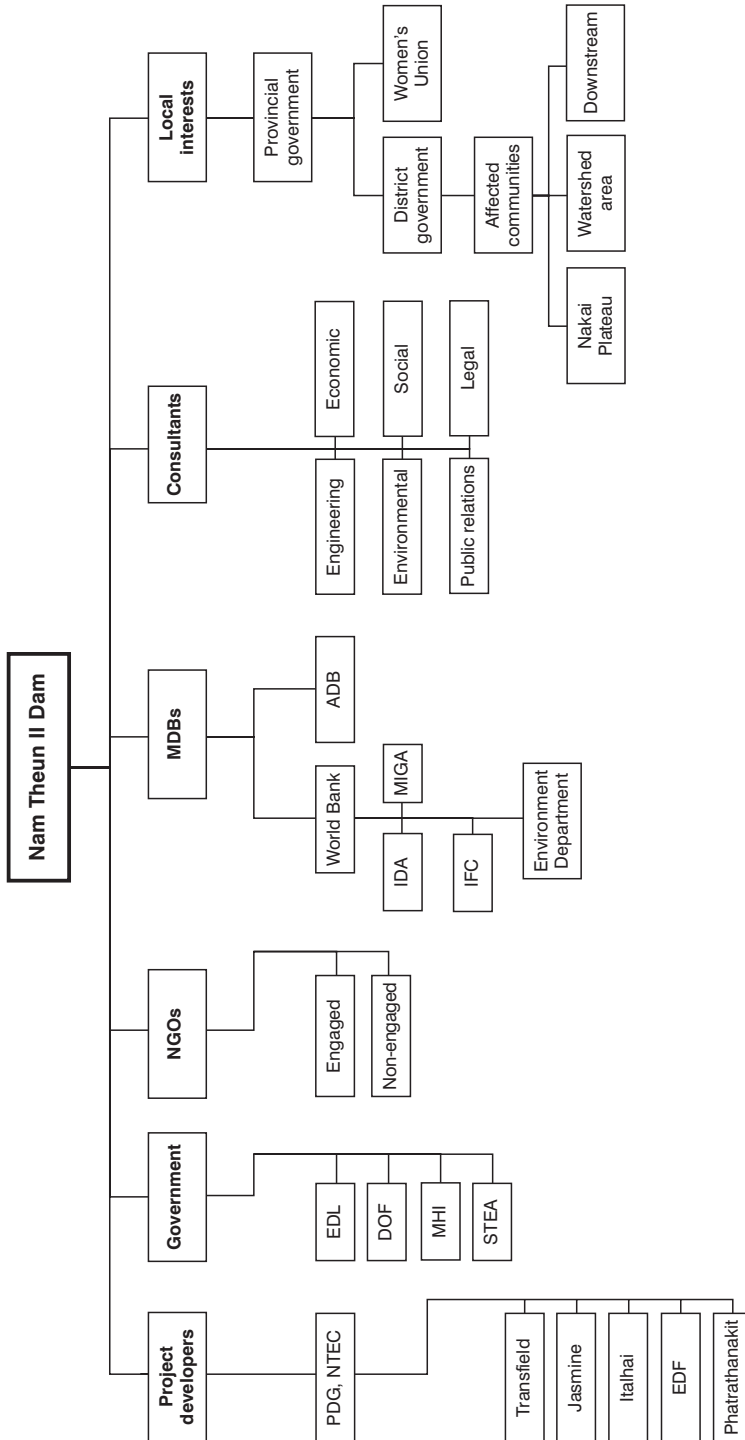 Nam Theun II Dam
Project
developers
PDG, NTEC
Transfield
Jasmiine
Italhai
EDF
Phatrathanakit
Government
EDL
DOF
MHI
STEA
NGOs
Engaged
Non-engaged
MDBs
World Bank
ADB
IDA
MIGA
IFC
Environment
Department
Consultants
Engineering
Economic
Environmental
Social
Public relations
Legal
Local
interests
Provincial
government
District
government
Women's
Union
Affected
communities
Nakai
Plateau
Watershed
area
Downstream